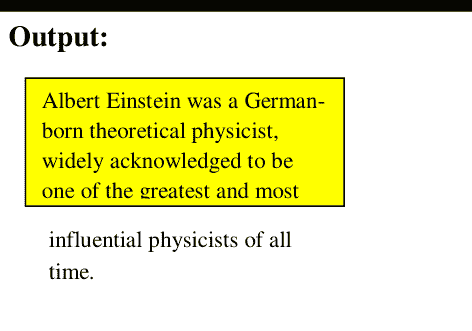 Output:
Albert Einstein was a German-
born theoretical physicist,
widely acknowledged to be
one of the greatest and most
influential physicists of all
time.